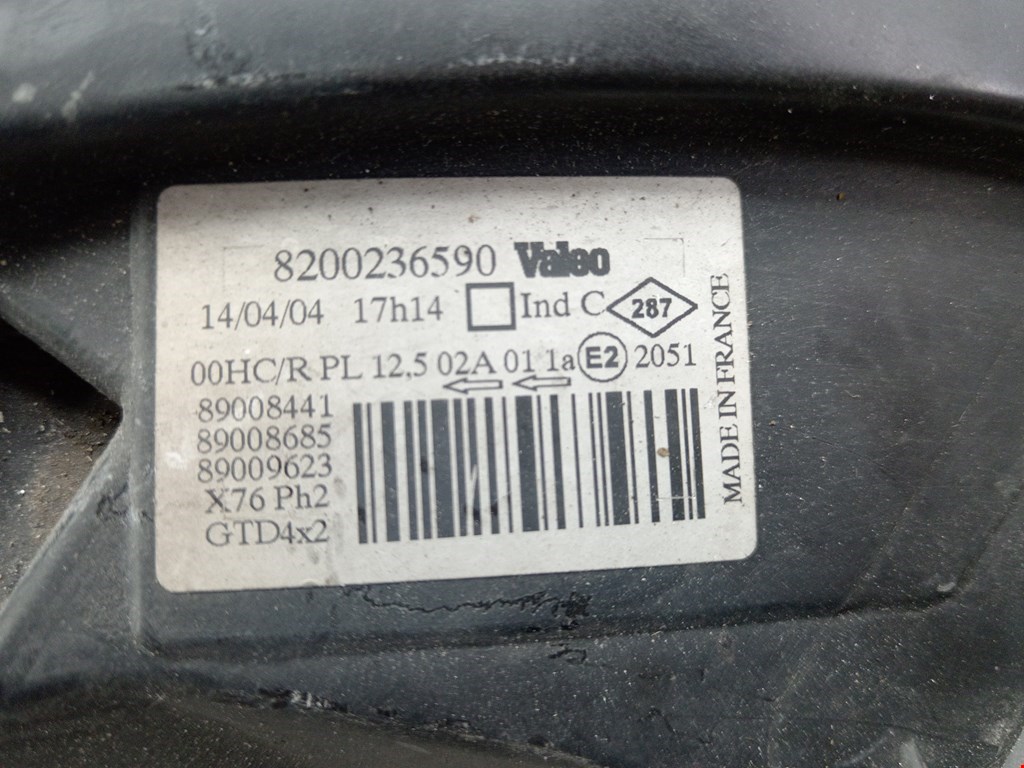 8200236590 Valeo
14/04/04 17h14 Ind C 287
00HC/R PL 12,5 02A 01 1a E2 2051
89008441
89008685
89009623
X76 Ph2
GTD4x2
MADE IN FRANCE